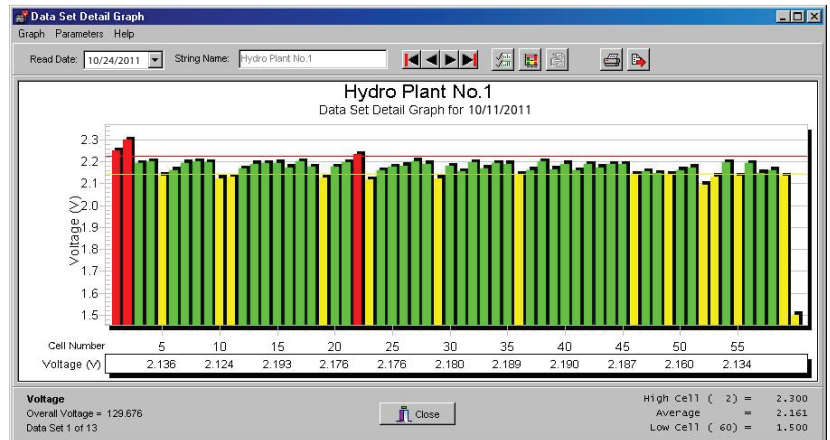 Data Set Detail Graph
Graph Parameters Help
Read Date: 10/24/2011 String Name: Hydro Plant No.1
Hydro Plant No.1
Data Set Detail Graph for 10/11/2011
Voltage (V)
2.3
2.2
2.1
2.0
1.9
1.8
1.7
1.6
1.5
Cell Number 5 10 15 20 25 30 35 40 45 50 55
Voltage (V) 2.136 2.124 2.193 2.176 2.176 2.180 2.189 2.190 2.187 2.160 2.134
Voltage
Overall Voltage = 129.676
Data Set 1 of 13
Close
High Cell ( 2) = 2.300
Average = 2.161
Low Cell ( 60) = 1.500